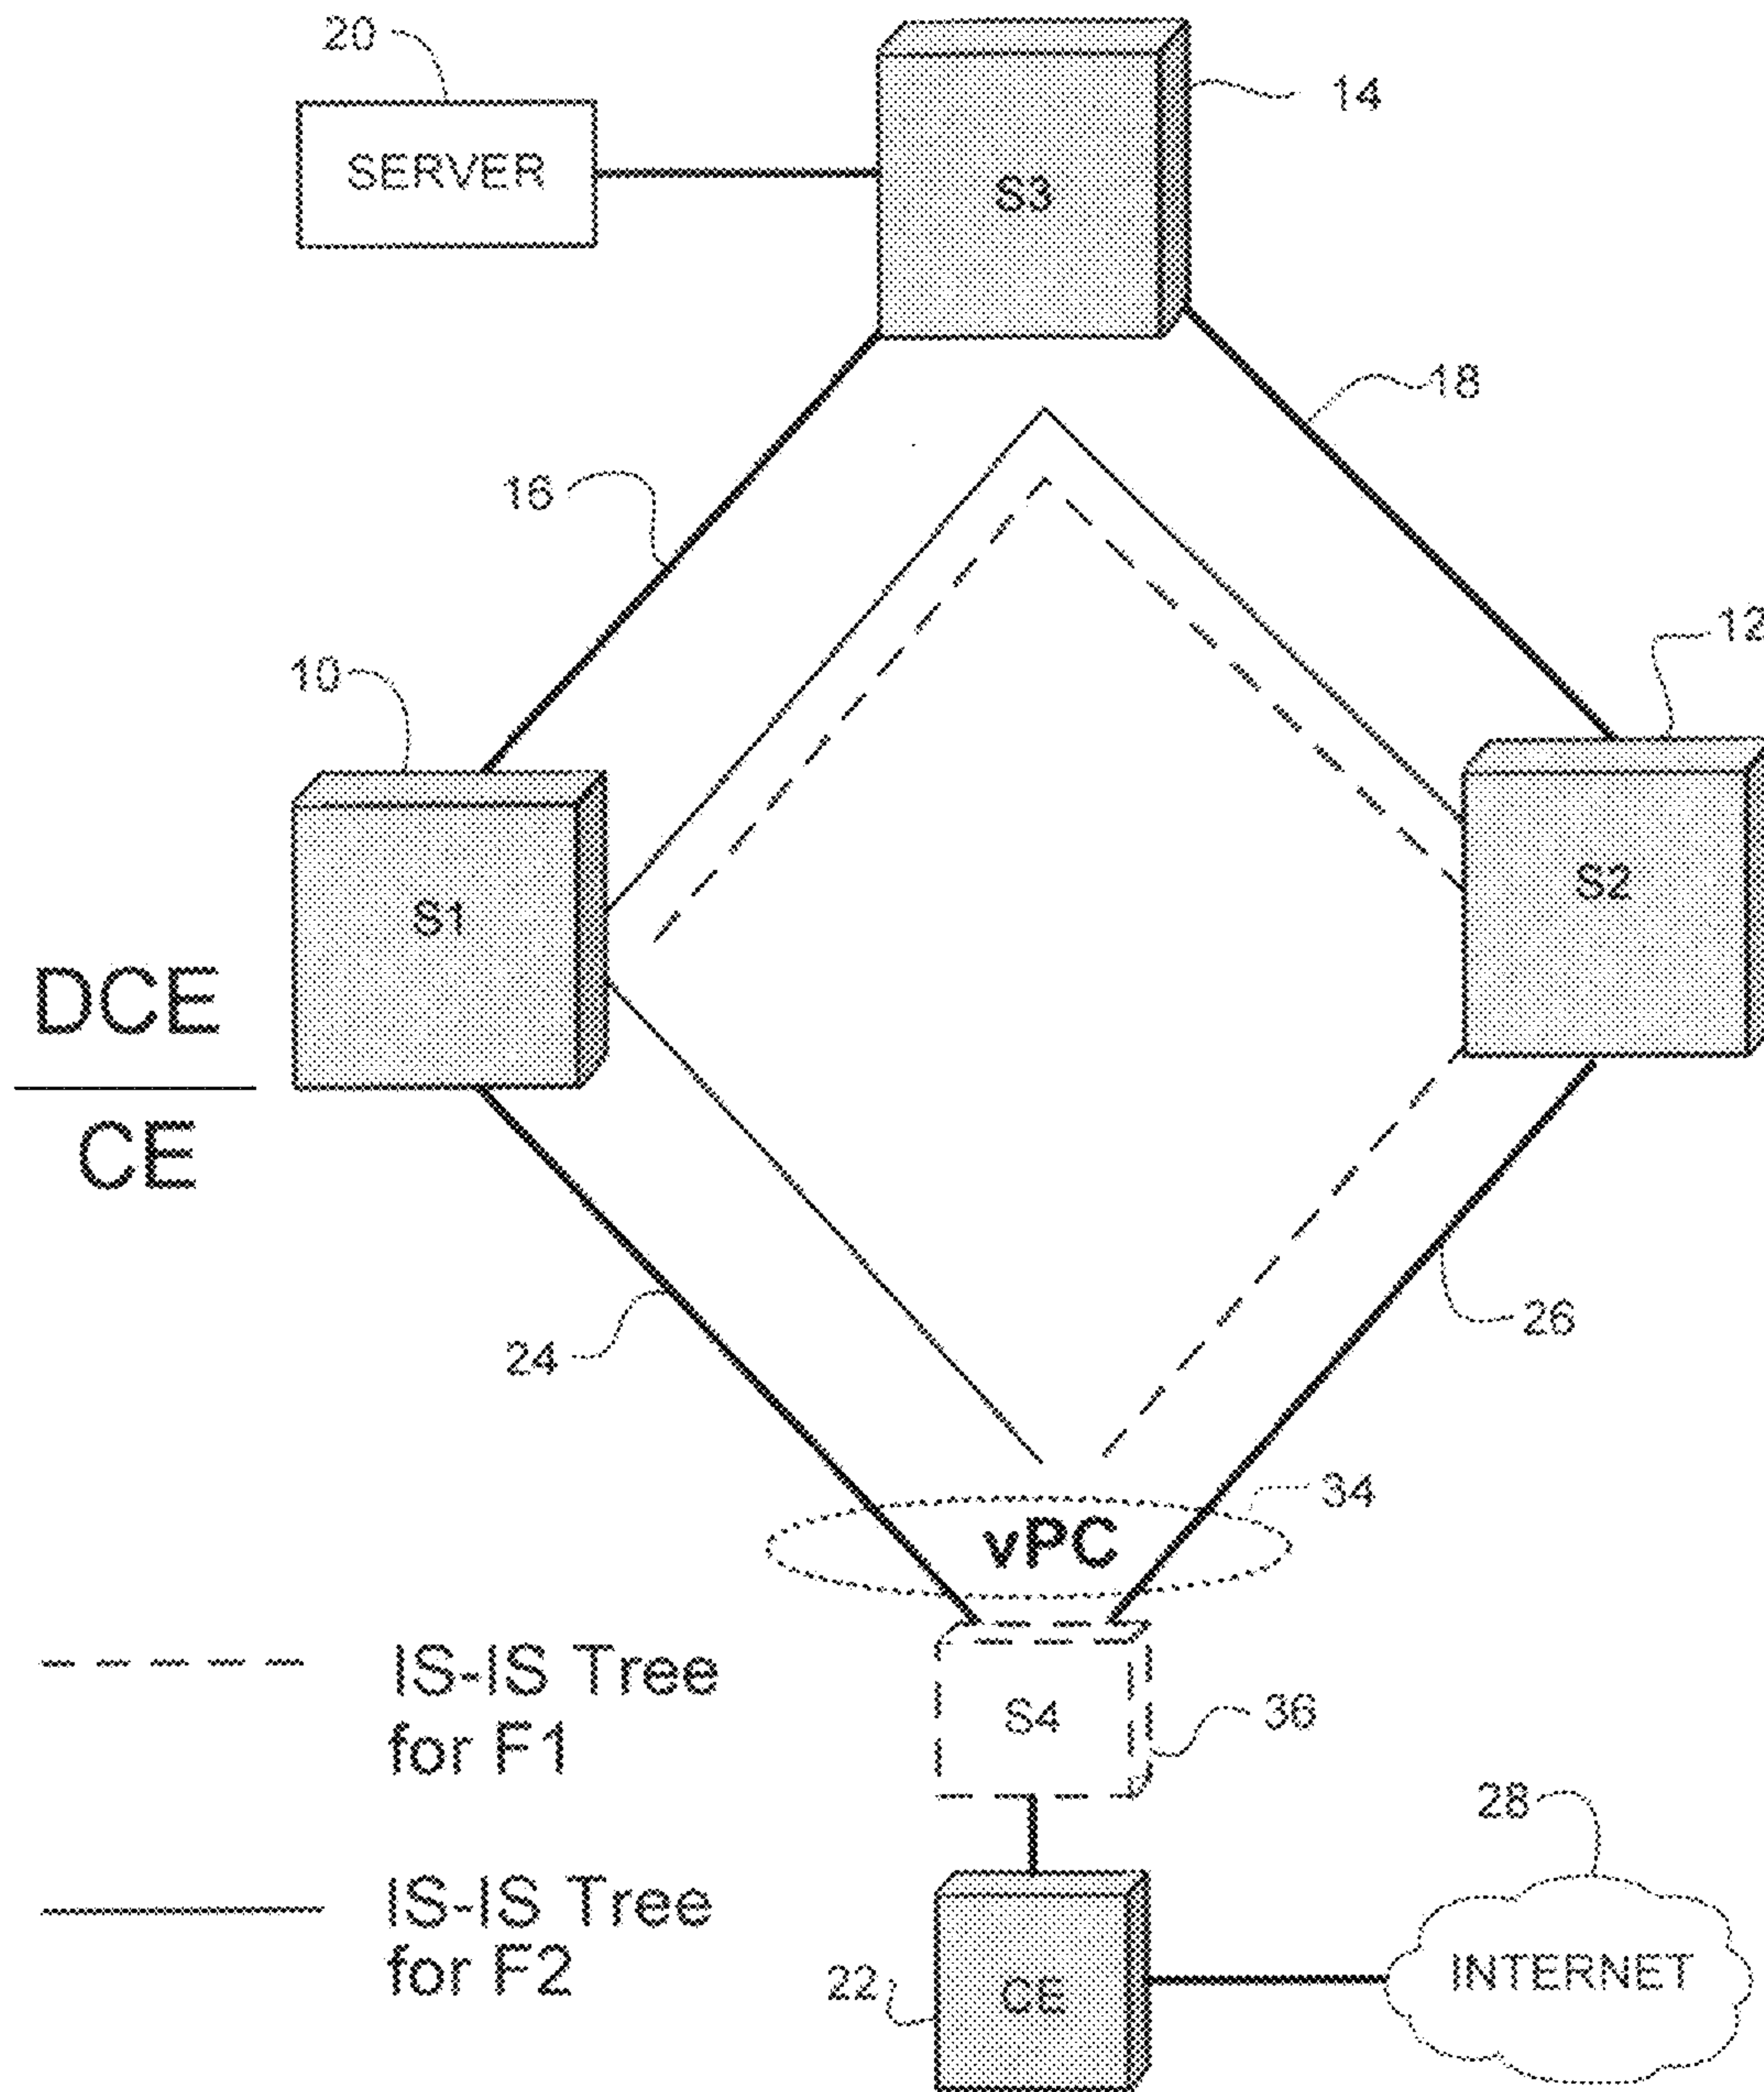 20
14
SERVER
S3
18
16
12
10
S1
S2
DCE
CE
24
26
34
vPC
IS-IS Tree
for F1
S4
36
28
IS-IS Tree
for F2
22
CE
INTERNET